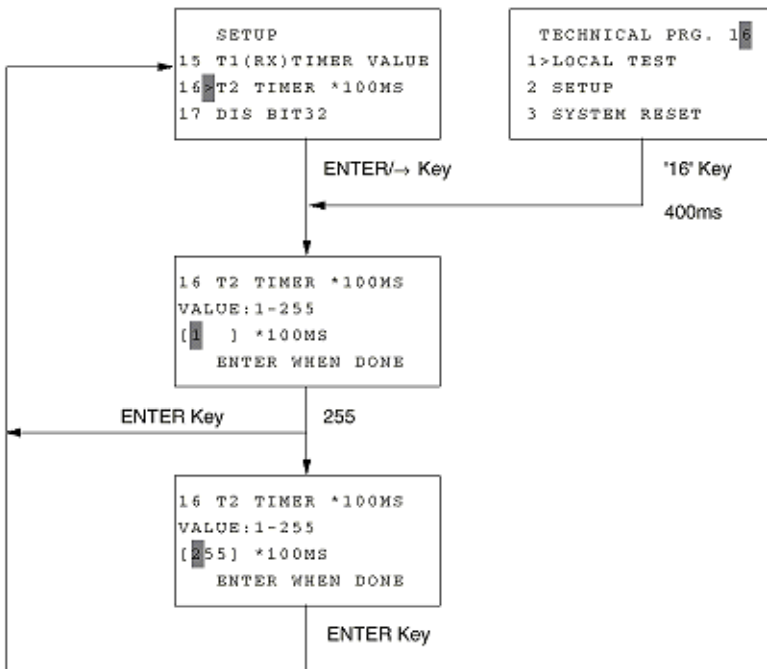 SETUP
15 T1(RX)TIMER VALUE
16>T2 TIMER *100MS
17 DIS BIT32
TECHNICAL PRG. 16
1>LOCAL TEST
2 SETUP
3 SYSTEM RESET
ENTER/→ Key
'16' Key
400ms
16 T2 TIMER *100MS
VALUE:1-255
[1 ] *100MS
ENTER WHEN DONE
ENTER Key
255
16 T2 TIMER *100MS
VALUE:1-255
[255] *100MS
ENTER WHEN DONE
ENTER Key